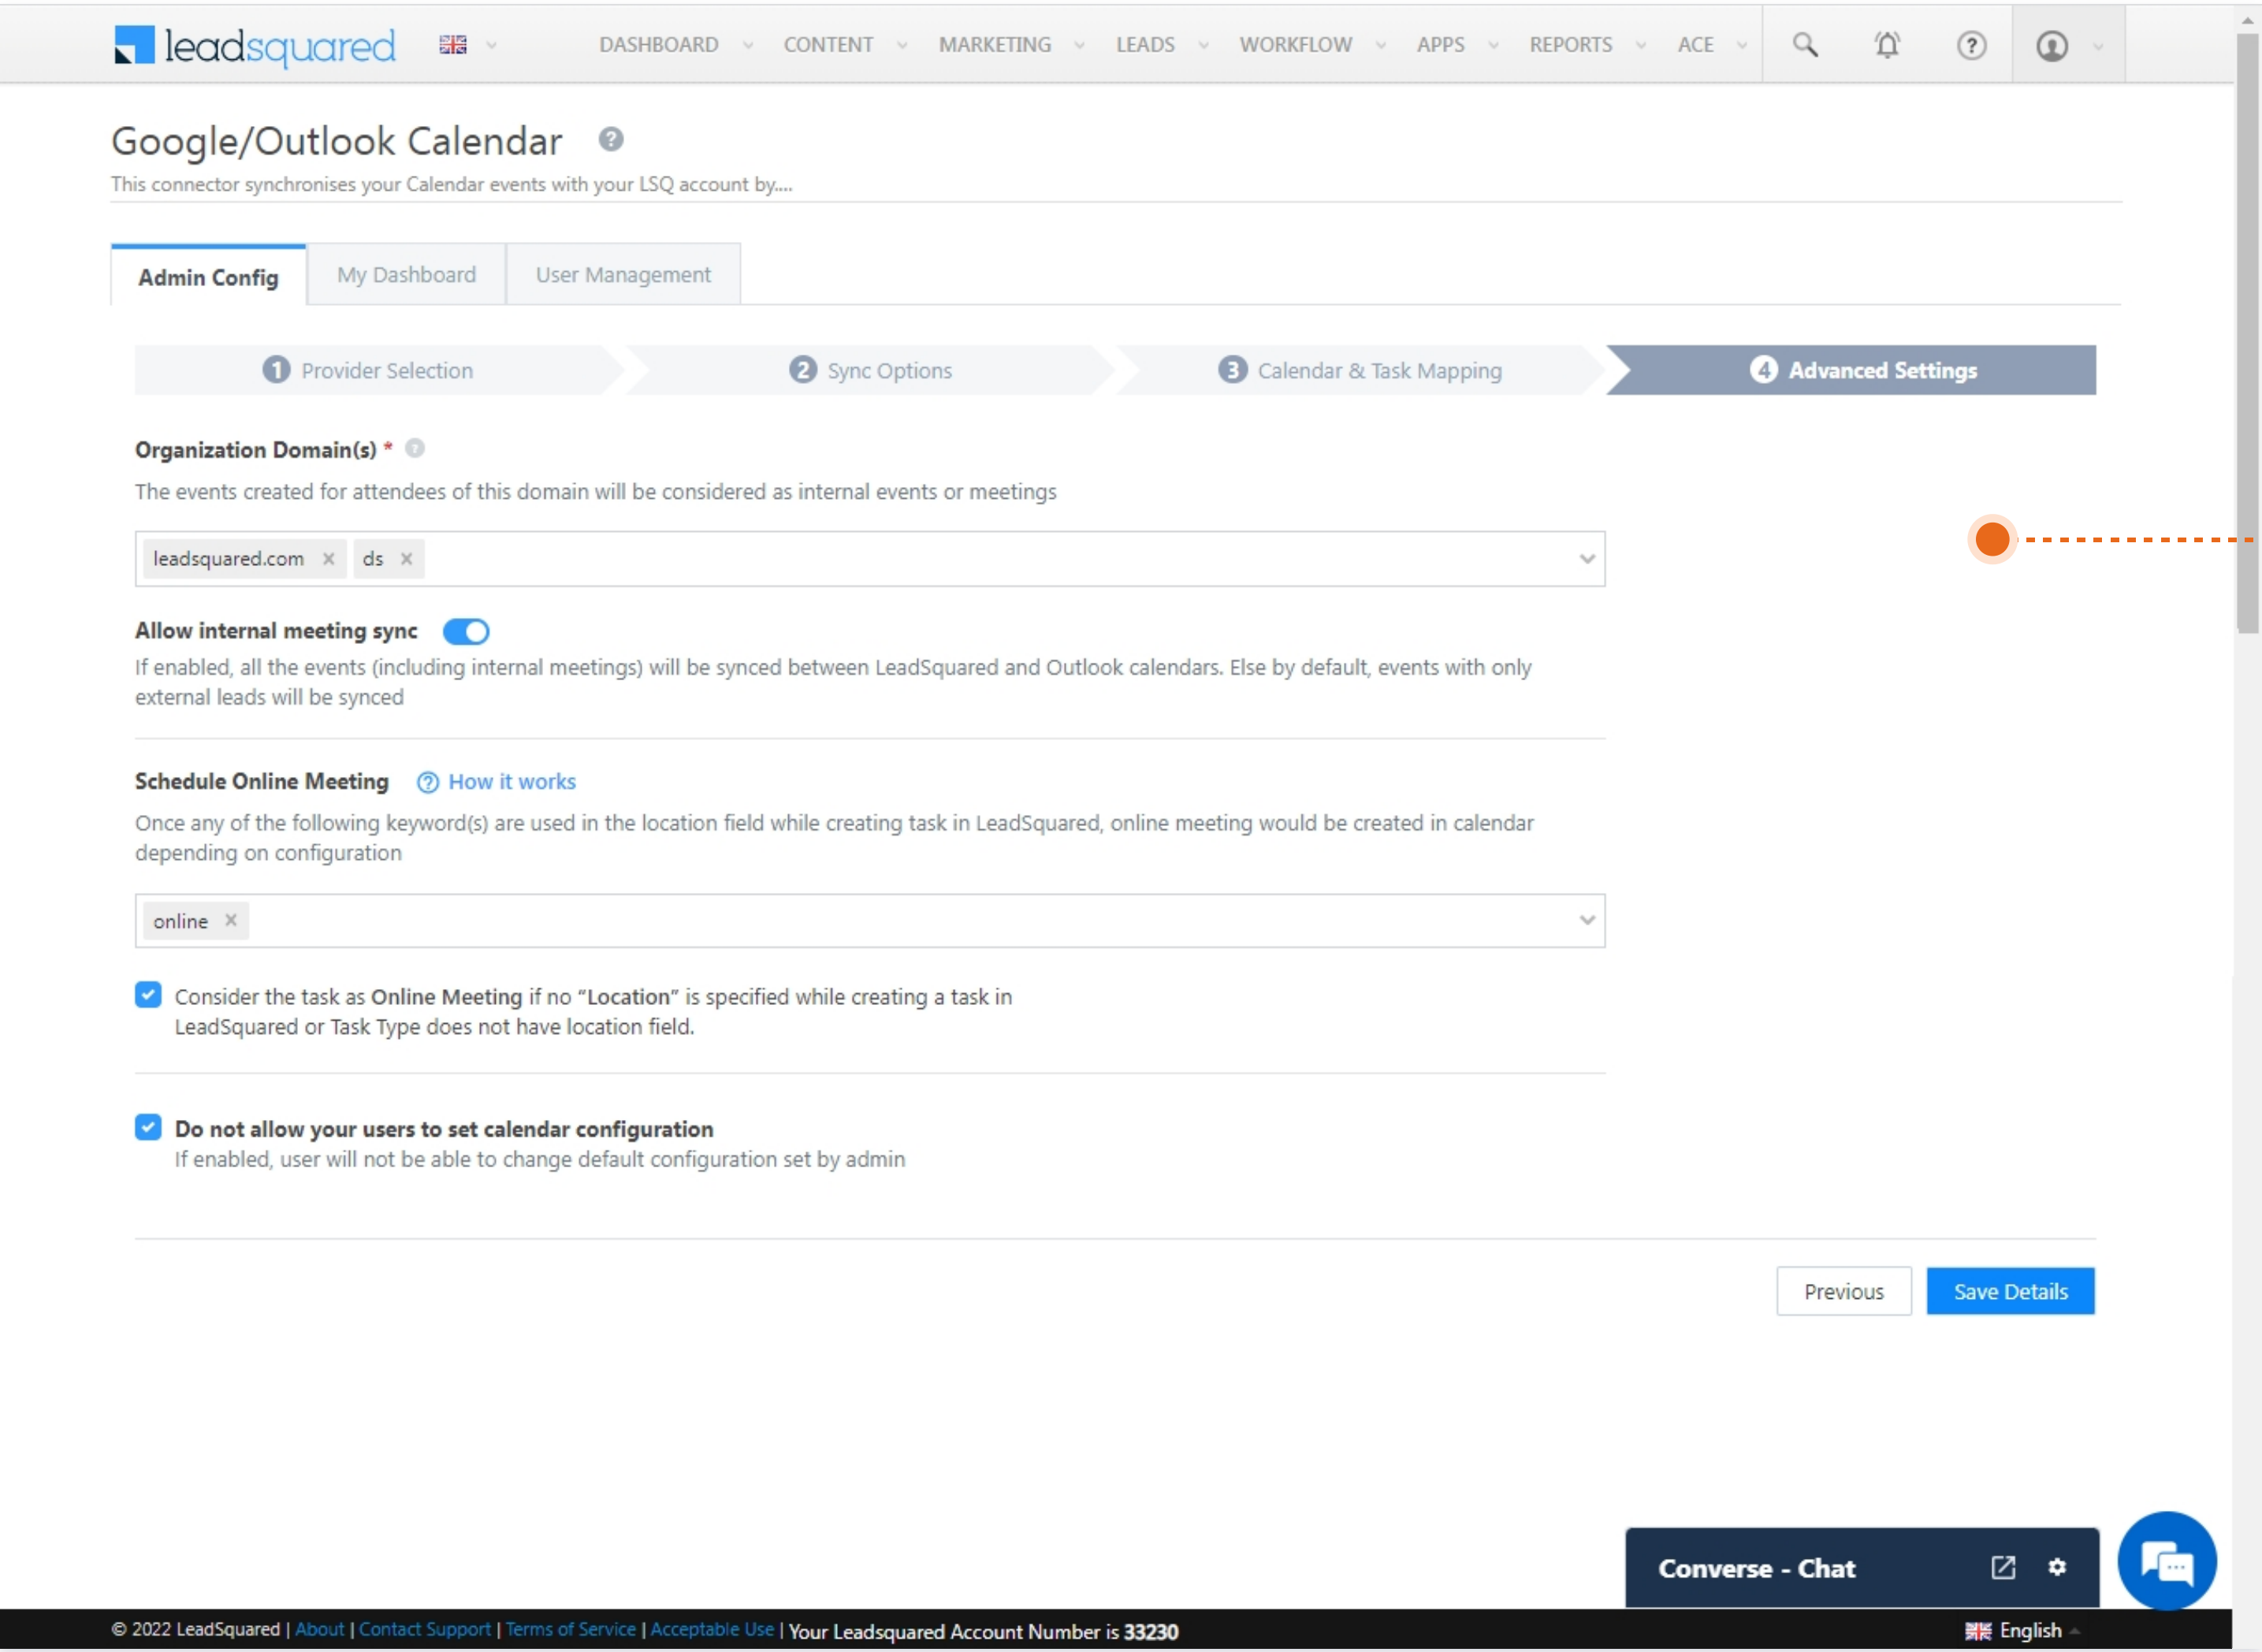 leadsquared DASHBOARD CONTENT MARKETING LEADS WORKFLOW APPS REPORTS ACE
Google/Outlook Calendar
This connector synchronises your Calendar events with your LSQ account by....
Admin Config My Dashboard User Management
1 Provider Selection 2 Sync Options 3 Calendar & Task Mapping 4 Advanced Settings
Organization Domain(s) *
The events created for attendees of this domain will be considered as internal events or meetings
leadsquared.com × ds ×
Allow internal meeting sync
If enabled, all the events (including internal meetings) will be synced between LeadSquared and Outlook calendars. Else by default, events with only
external leads will be synced
Schedule Online Meeting How it works
Once any of the following keyword(s) are used in the location field while creating task in LeadSquared, online meeting would be created in calendar
depending on configuration
online ×
Consider the task as Online Meeting if no “Location” is specified while creating a task in
LeadSquared or Task Type does not have location field.
Do not allow your users to set calendar configuration
If enabled, user will not be able to change default configuration set by admin
Previous Save Details
Converse - Chat
© 2022 LeadSquared | About | Contact Support | Terms of Service | Acceptable Use | Your Leadsquared Account Number is 33230 English